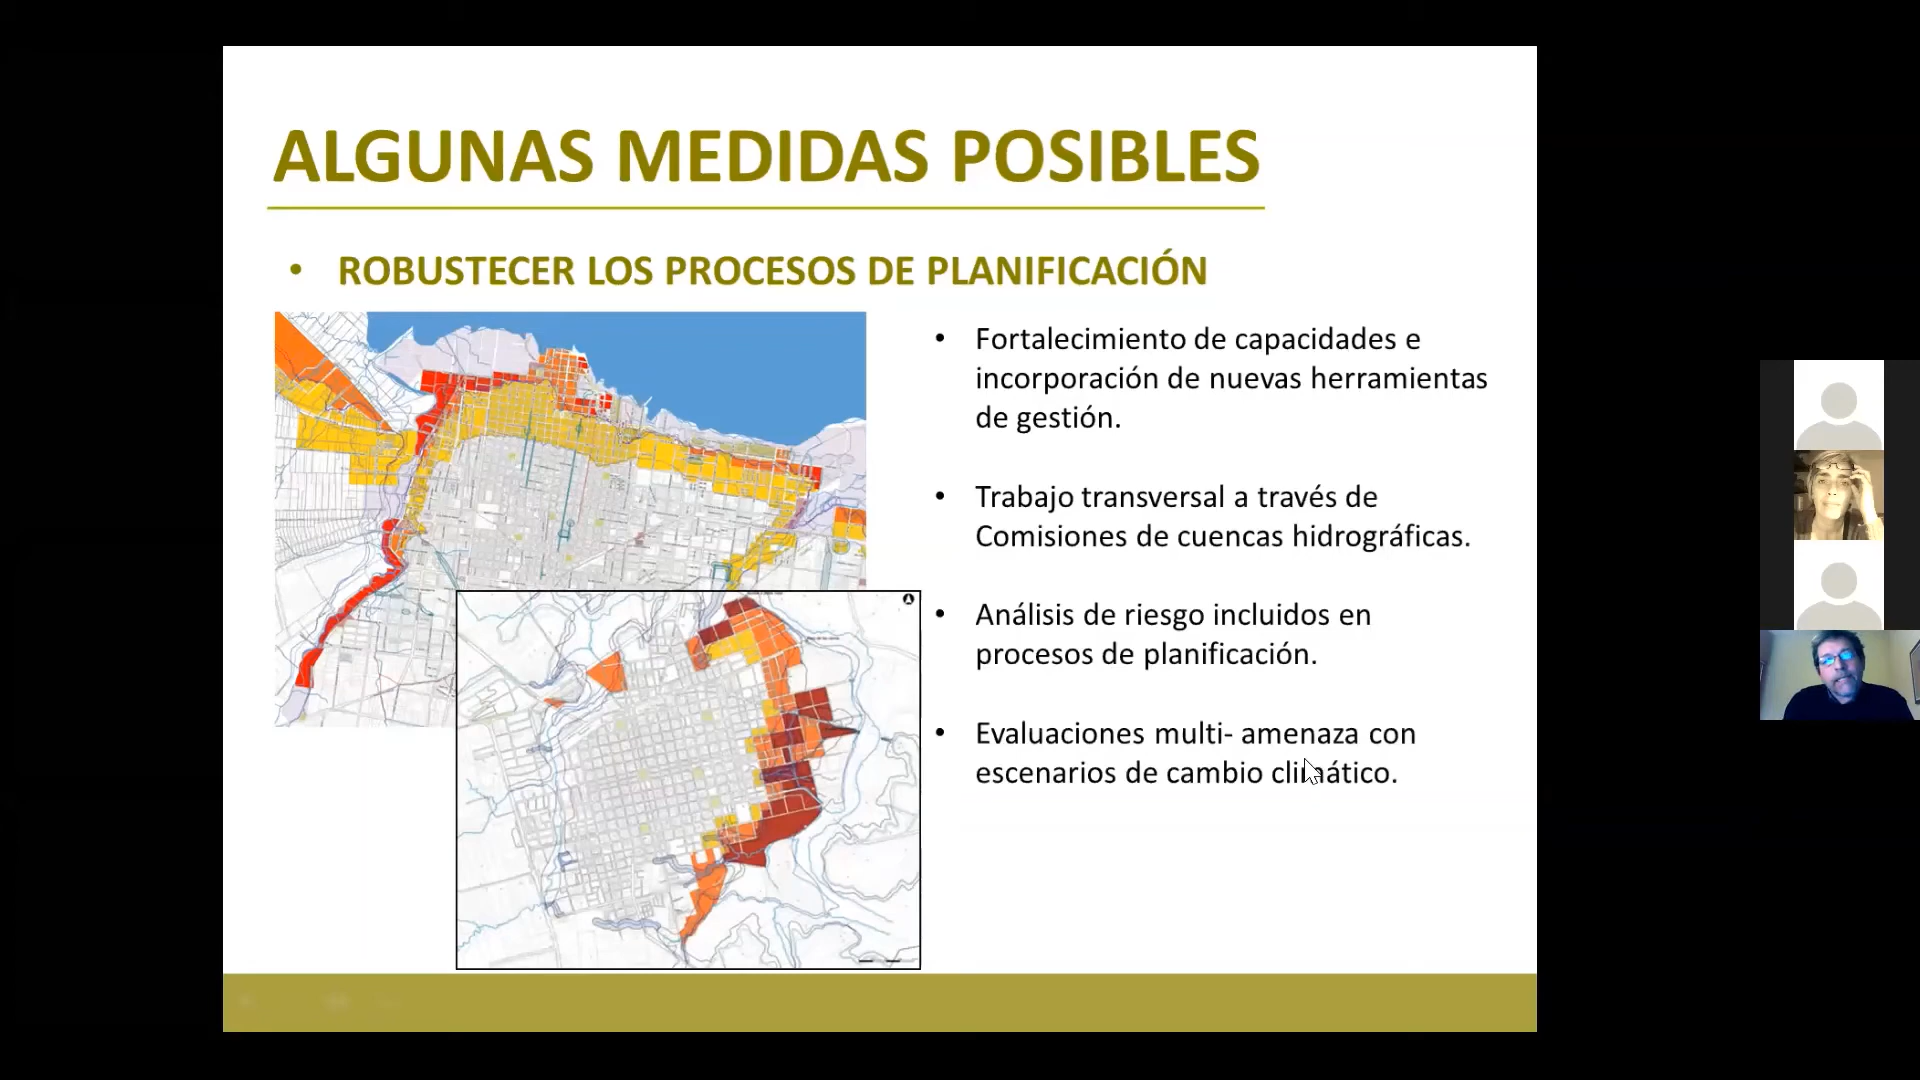 ALGUNAS MEDIDAS POSIBLES
• ROBUSTECER LOS PROCESOS DE PLANIFICACIÓN
• Fortalecimiento de capacidades e
incorporación de nuevas herramientas
de gestión.
• Trabajo transversal a través de
Comisiones de cuencas hidrográficas.
• Análisis de riesgo incluidos en
procesos de planificación.
• Evaluaciones multi- amenaza con
escenarios de cambio climático.